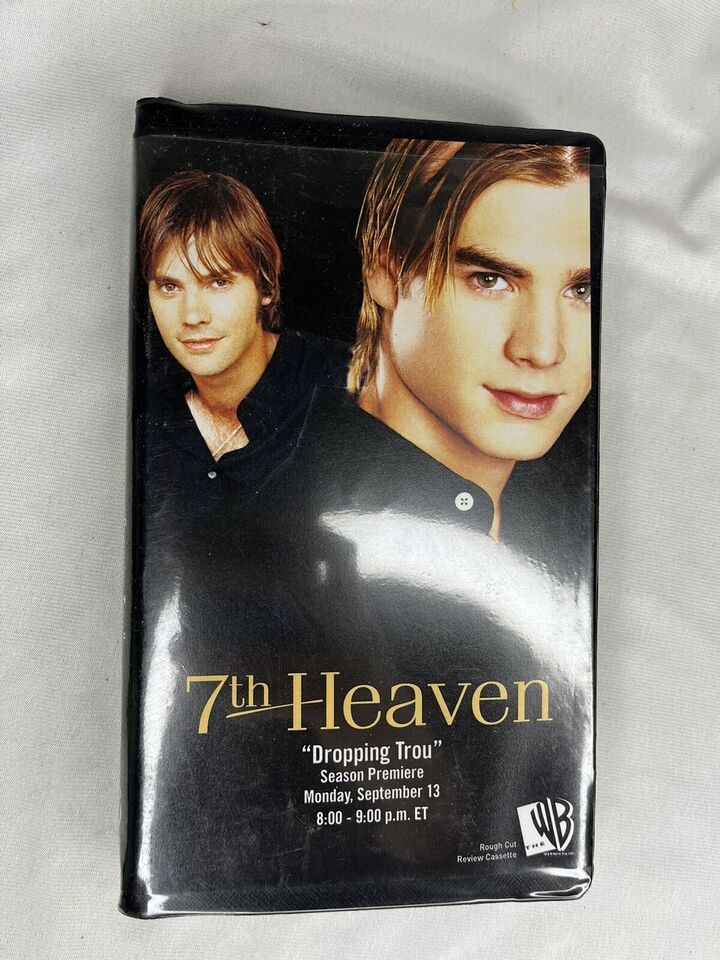 7th Heaven
"Dropping Trou"
Season Premiere
Monday, September 13
8:00 - 9:00 p.m. ET
Rough Cut
Review Cassette
THE WB